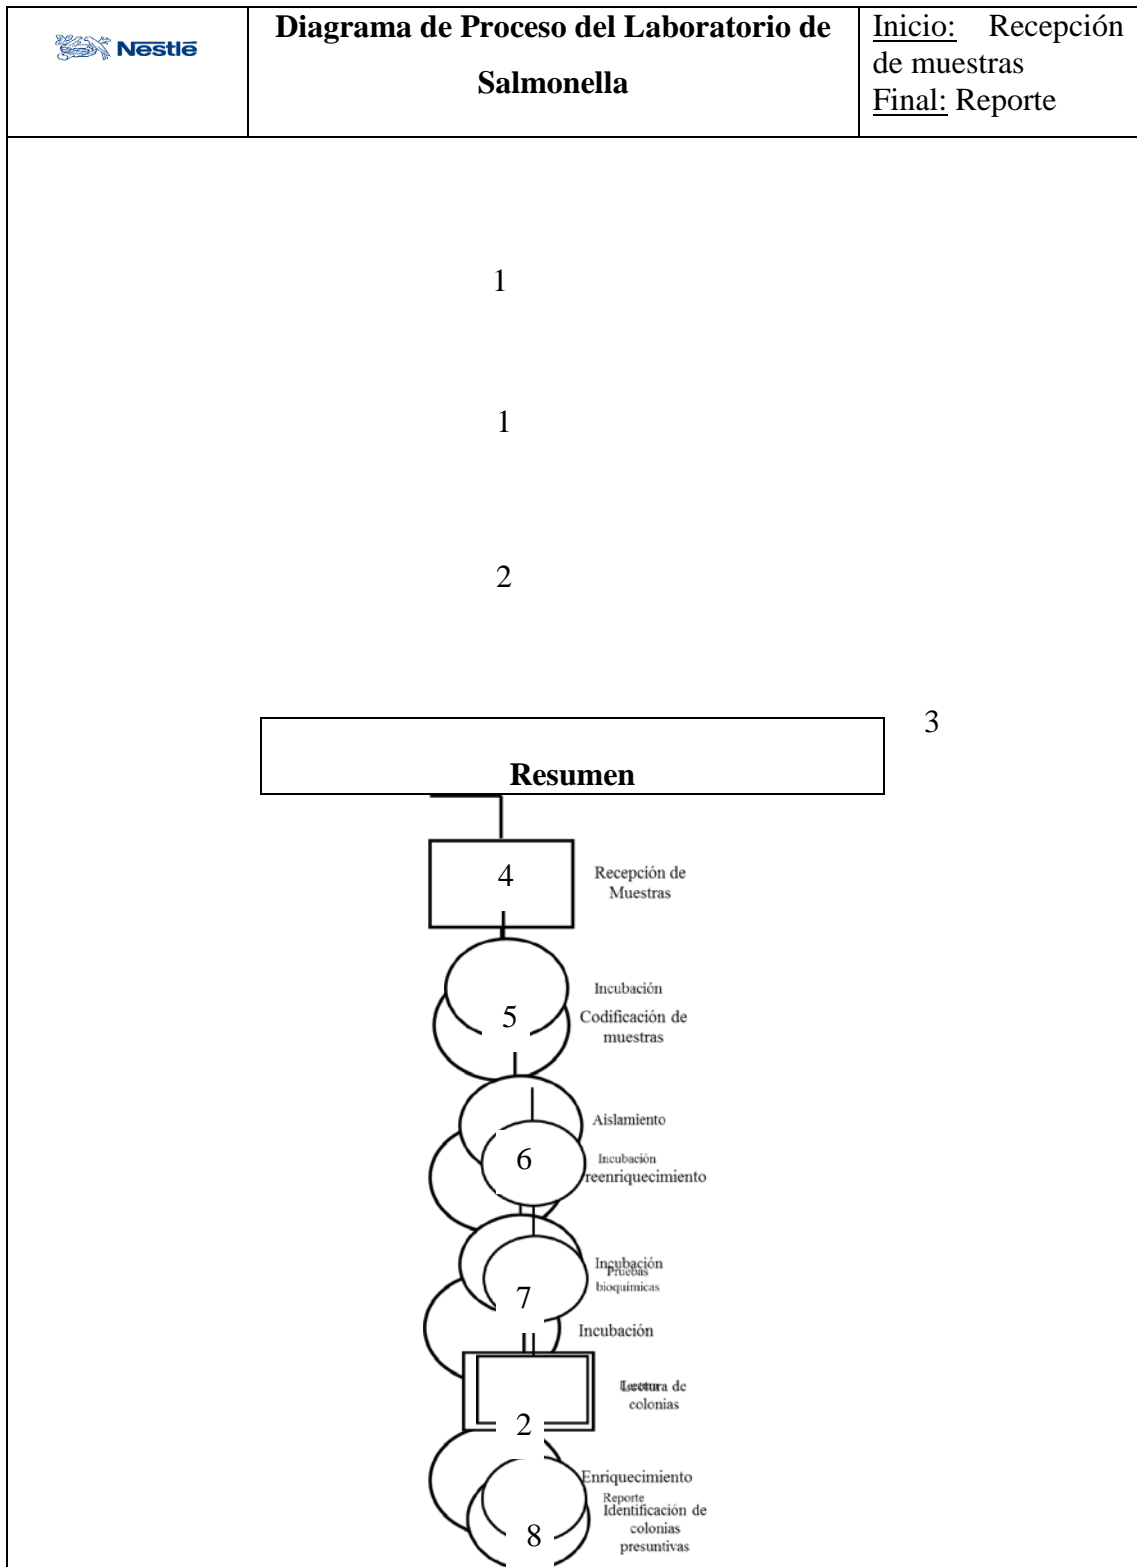 Nestlé
Diagrama de Proceso del Laboratorio de
Salmonella
Inicio: Recepción
de muestras
Final: Reporte
1
1
2
3
Resumen
4
Recepción de
Muestras
Incubación
5
Codificación de
muestras
Aislamiento
6
Incubación
reenriquecimiento
Incubación
Pruebas
bioquímicas
7
Incubación
Lectura de
colonias
2
Enriquecimiento
Reporte
Identificación de
colonias
presuntivas
8